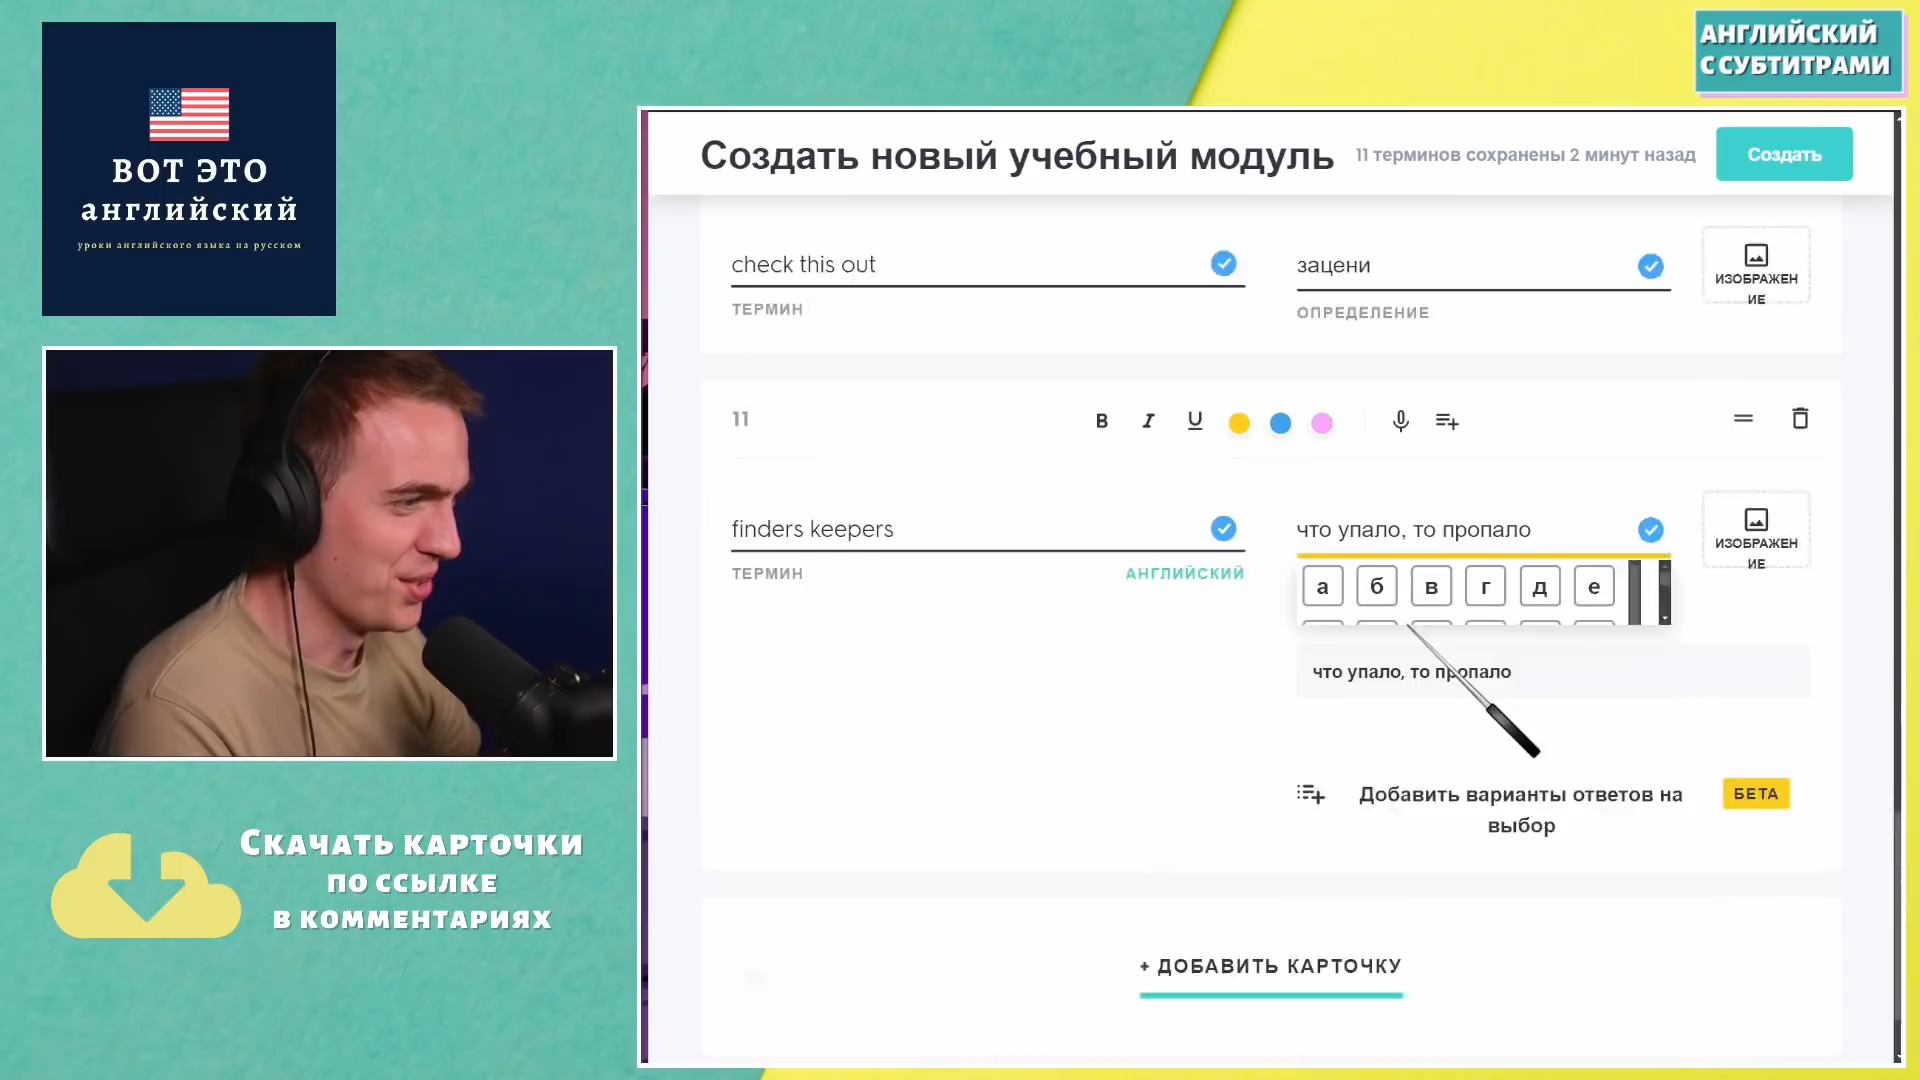 АНГЛИЙСКИЙ
С СУБТИТРАМИ
ВОТ ЭТО
английский
уроки английского языка на русском
Создать новый учебный модуль
11 терминов сохранены 2 минут назад
Создать
check this out
зацени
ИЗОБРАЖЕН
ИЕ
ТЕРМИН
ОПРЕДЕЛЕНИЕ
11
B I U
finders keepers
что упало, то пропало
ИЗОБРАЖЕН
ИЕ
ТЕРМИН
АНГЛИЙСКИЙ
а б в г д е
что упало, то пропало
Добавить варианты ответов на
выбор
БЕТА
+ ДОБАВИТЬ КАРТОЧКУ
Скачать карточки
по ссылке
в комментариях